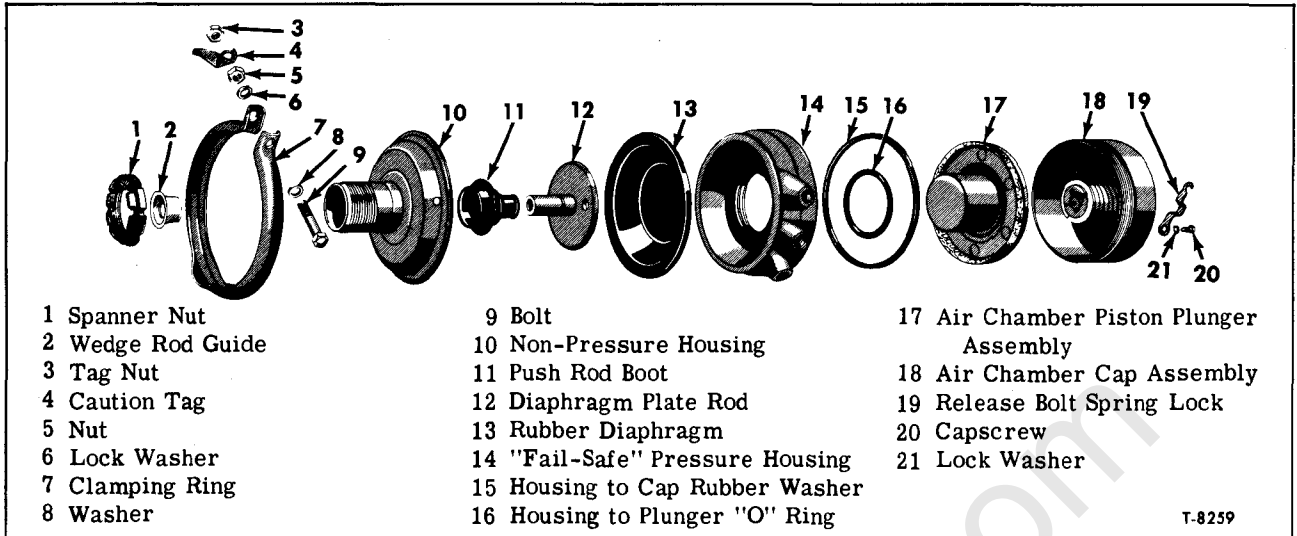 3
4
5
6
1
2
7
8
9
10
11
12
13
14
15
16
17
18
19
21
20
1 Spanner Nut
2 Wedge Rod Guide
3 Tag Nut
4 Caution Tag
5 Nut
6 Lock Washer
7 Clamping Ring
8 Washer
9 Bolt
10 Non-Pressure Housing
11 Push Rod Boot
12 Diaphragm Plate Rod
13 Rubber Diaphragm
14 "Fail-Safe" Pressure Housing
15 Housing to Cap Rubber Washer
16 Housing to Plunger "O" Ring
17 Air Chamber Piston Plunger
Assembly
18 Air Chamber Cap Assembly
19 Release Bolt Spring Lock
20 Capscrew
21 Lock Washer
T-8259
om